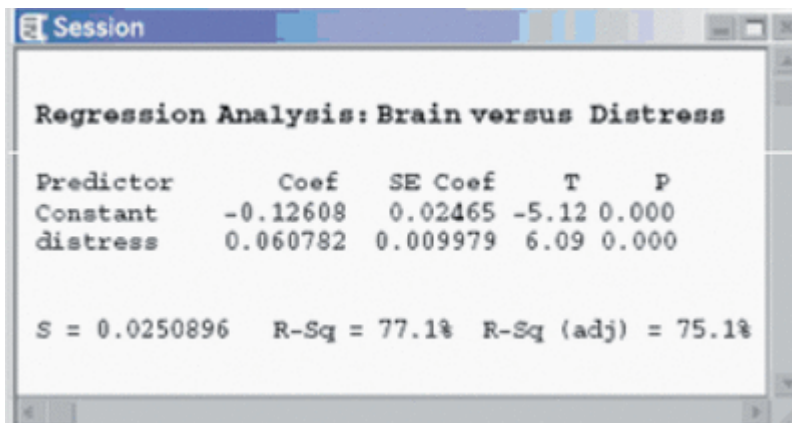 Session
Regression Analysis: Brain versus Distress
Predictor Coef SE Coef T P
Constant -0.12608 0.02465 -5.12 0.000
distress 0.060782 0.009979 6.09 0.000
S = 0.0250896 R-Sq = 77.1% R-Sq (adj) = 75.1%